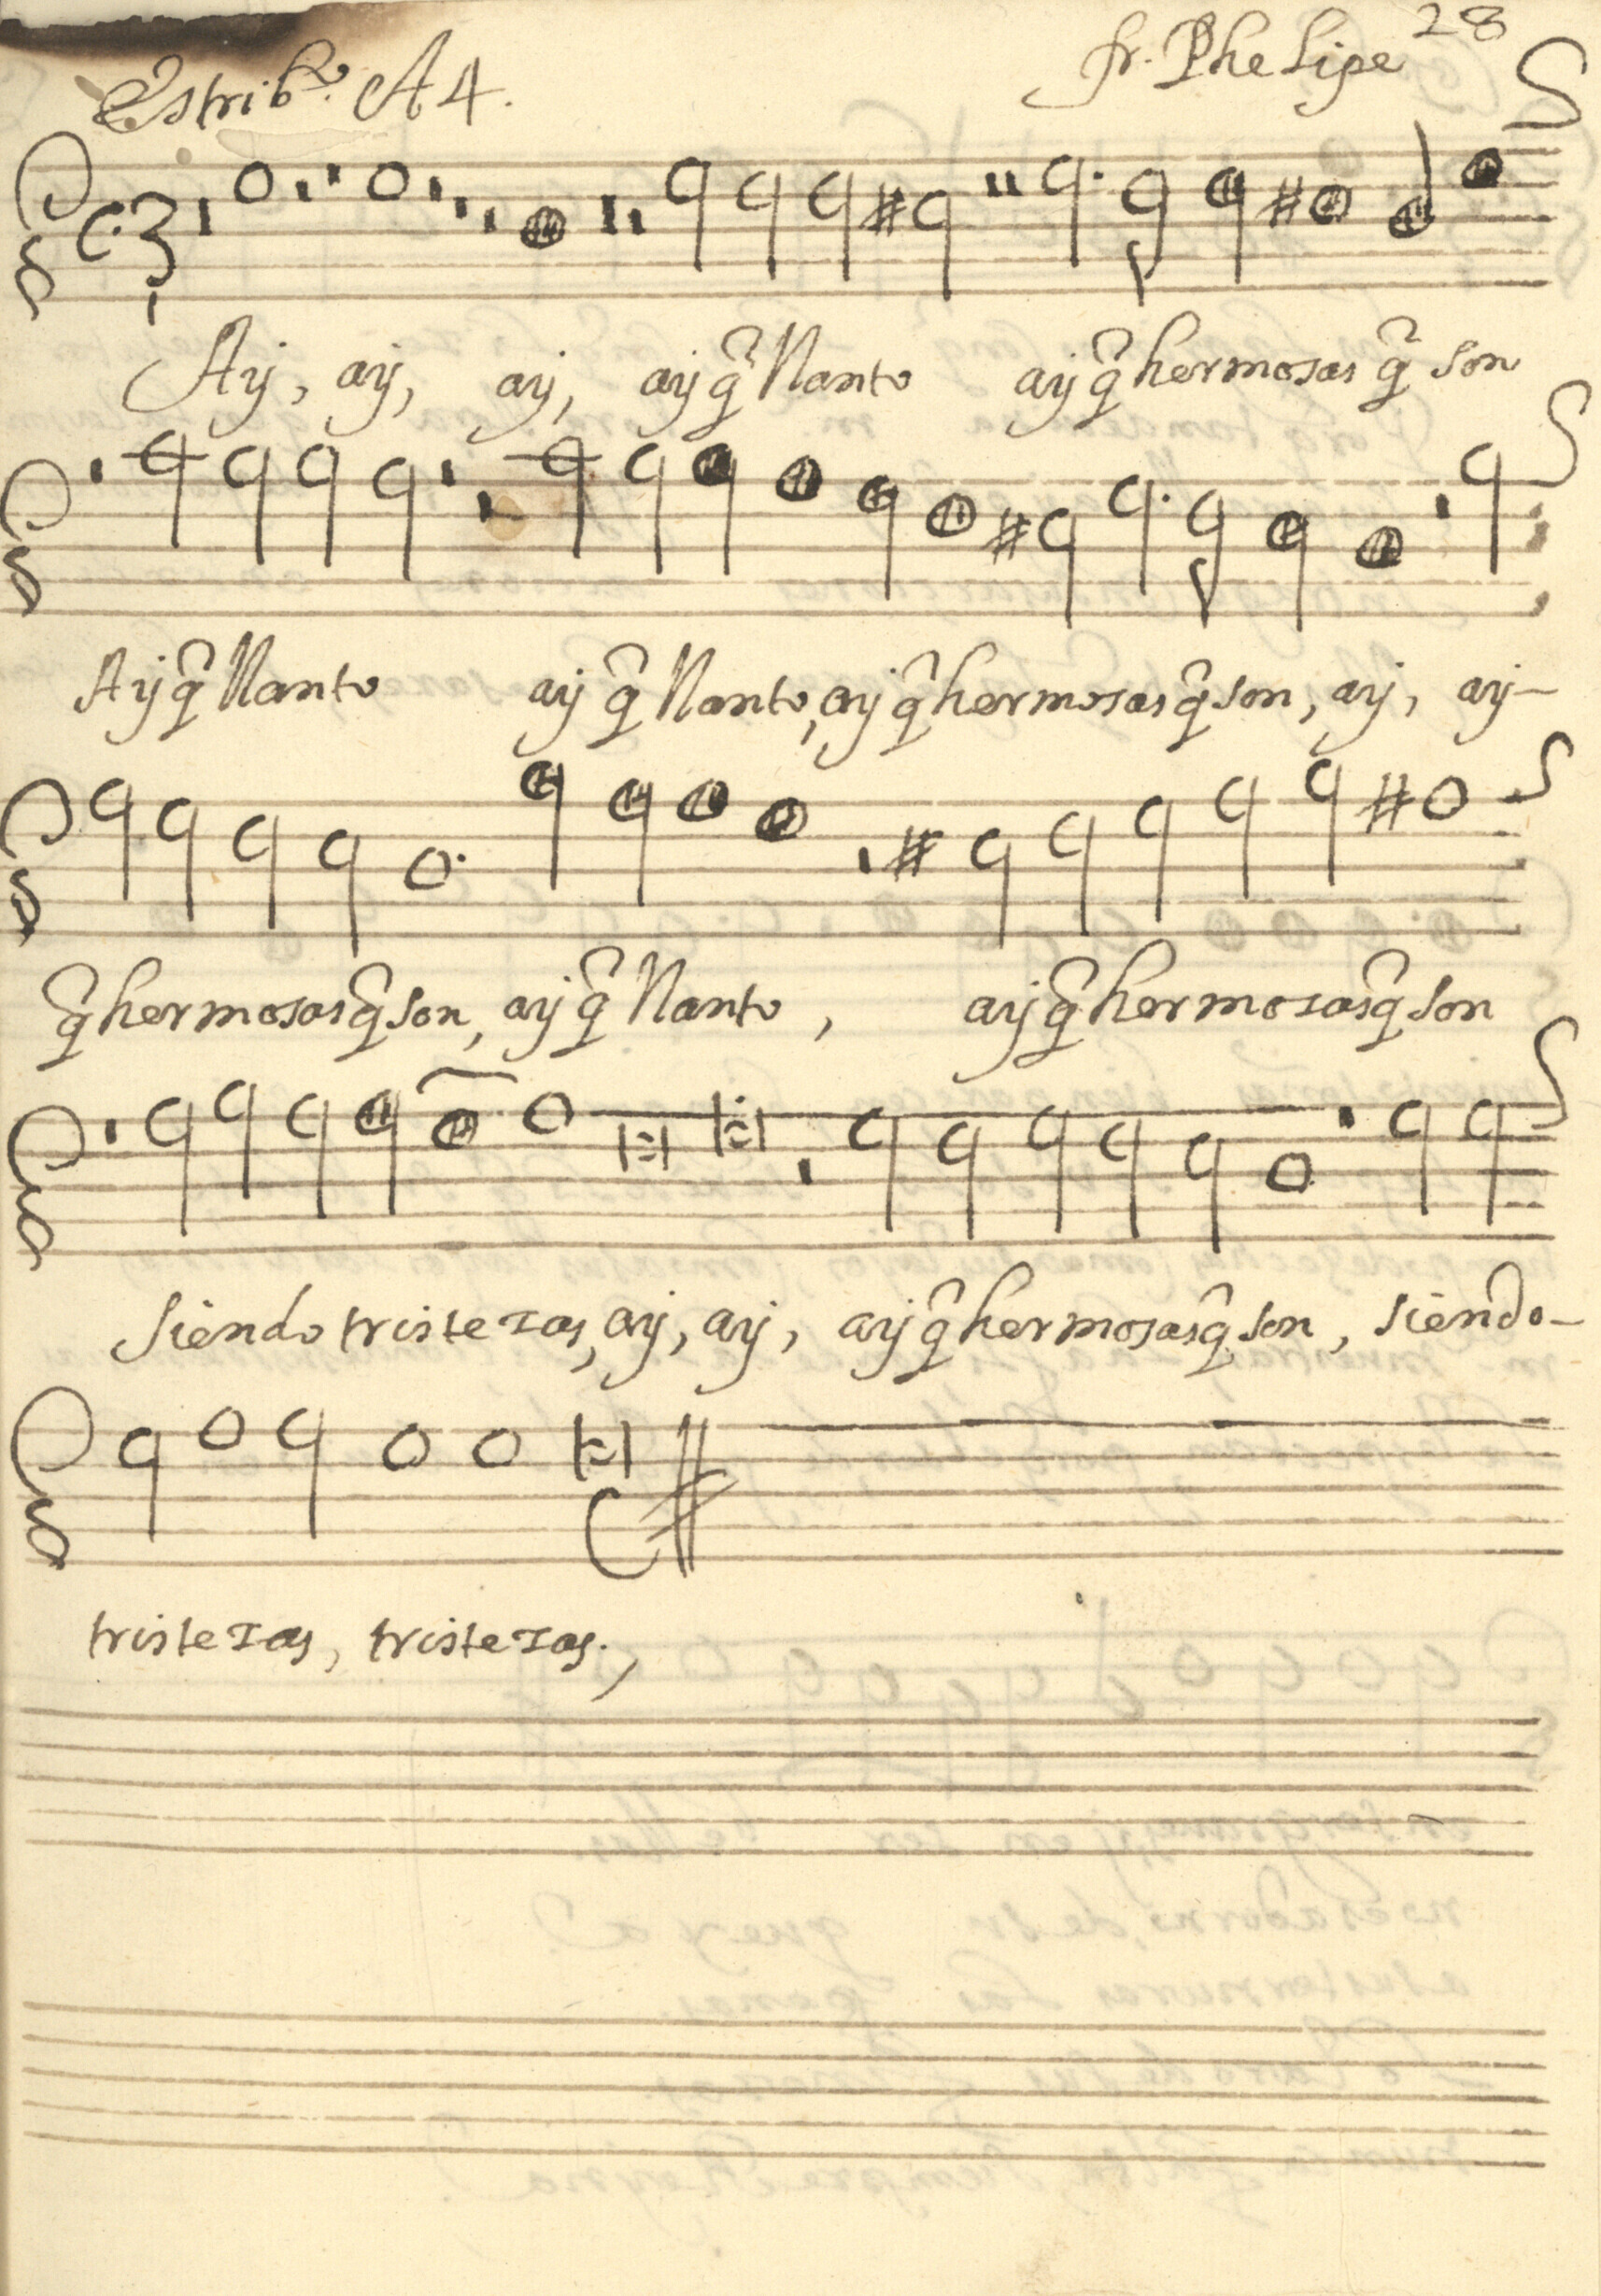 28
Estribº. A 4. fr. Phelipe
Ay, ay, ay, ay q̃ llanto ay q̃ hermosas q̃ son
Ay q̃ llanto ay q̃ llanto, ay q̃ hermosas q̃ son, ay, ay-
q̃ hermosas q̃ son, ay q̃ llanto, ay q̃ hermosas q̃ son
siendo tristezas, ay, ay, ay q̃ hermosas q̃ son, siendo-
tristezas, tristezas.,